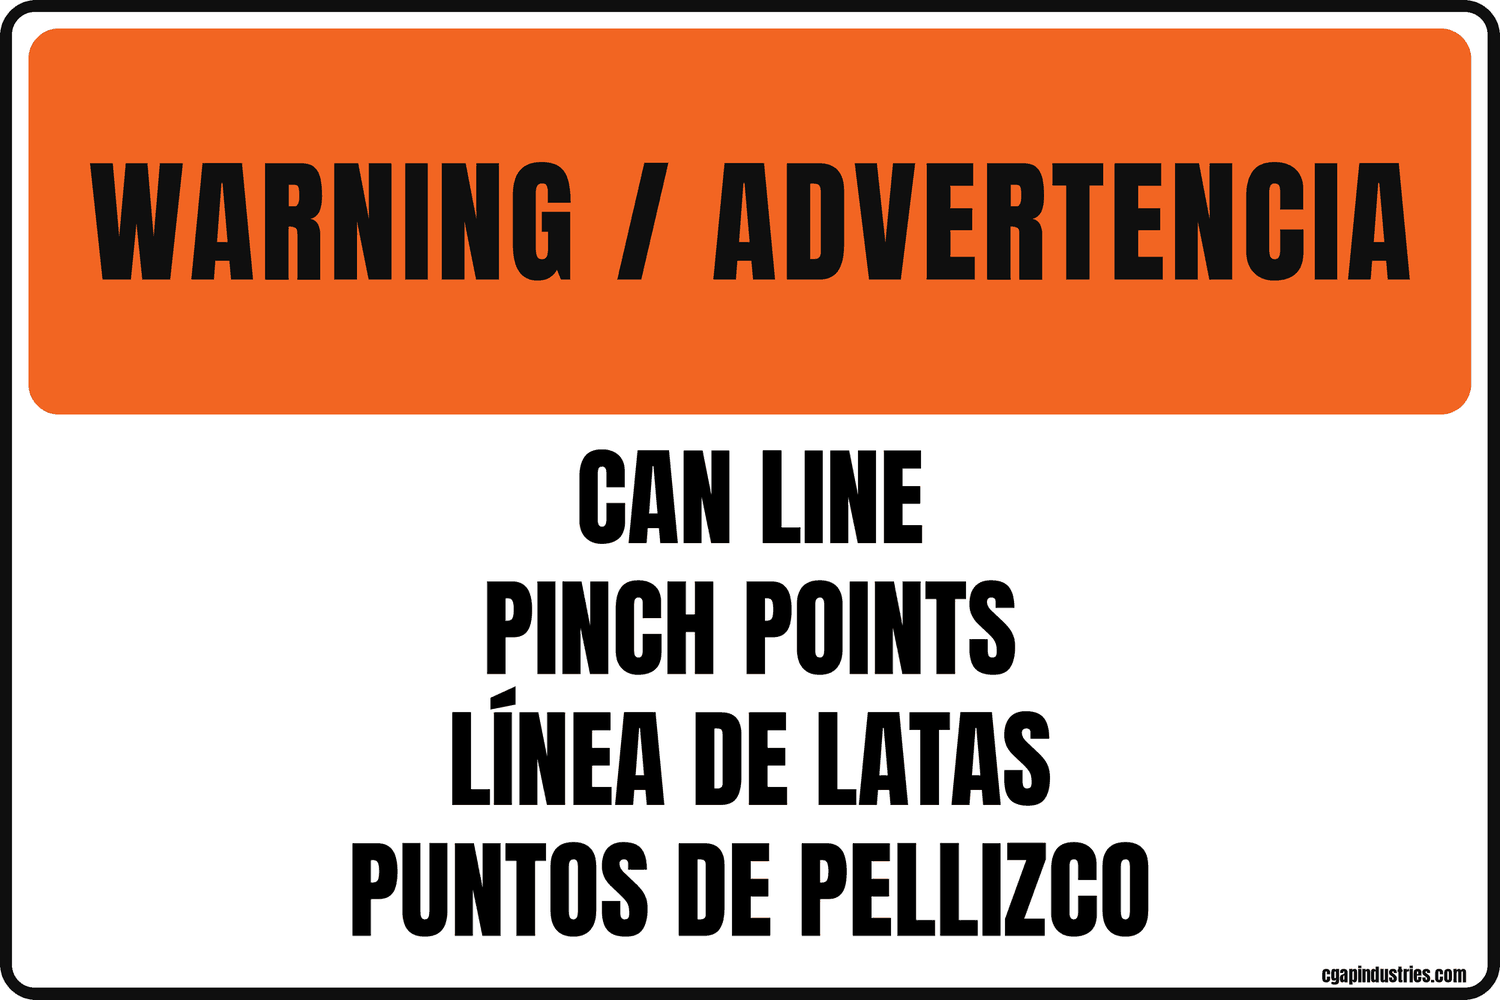 WARNING / ADVERTENCIA
CAN LINE
PINCH POINTS
LÍNEA DE LATAS
PUNTOS DE PELLIZCO
cgapindustries.com